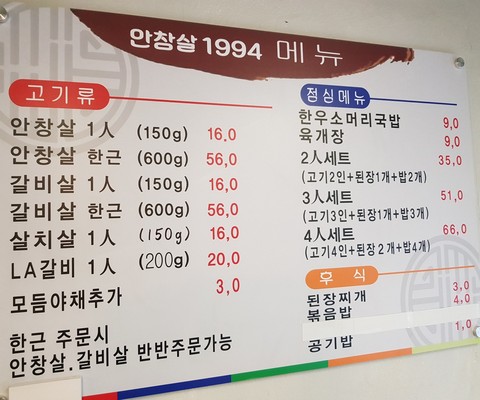 안창살 1994 메뉴
고기류
안창살 1人 (150g) 16.0
안창살 한근 (600g) 56,0
갈비살 1人 (150g) 16,0
갈비살 한근 (600g) 56,0
살치살 1人 (150g) 16,0
LA갈비 1人 (200g) 20,0
모듬야채추가 3,0
한근 주문시
안창살.갈비살 반반주문가능
점심메뉴
한우소머리국밥 9,0
육개장 9,0
2人세트 35,0
(고기2인+된장1개+밥2개)
3人세트 51,0
(고기3인+된장1개+밥3개)
4人세트 66,0
(고기4인+된장2개+밥4개)
후 식
된장찌개 3,0
볶음밥 4,0
공기밥 1,0